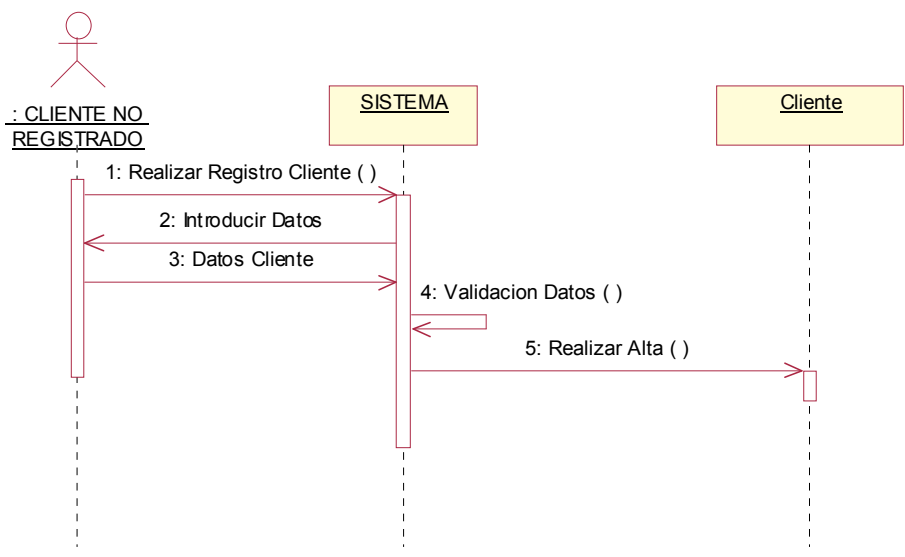 : CLIENTE NO
REGISTRADO
SISTEMA
Cliente
1: Realizar Registro Cliente ( )
2: Introducir Datos
3: Datos Cliente
4: Validacion Datos ( )
5: Realizar Alta ( )